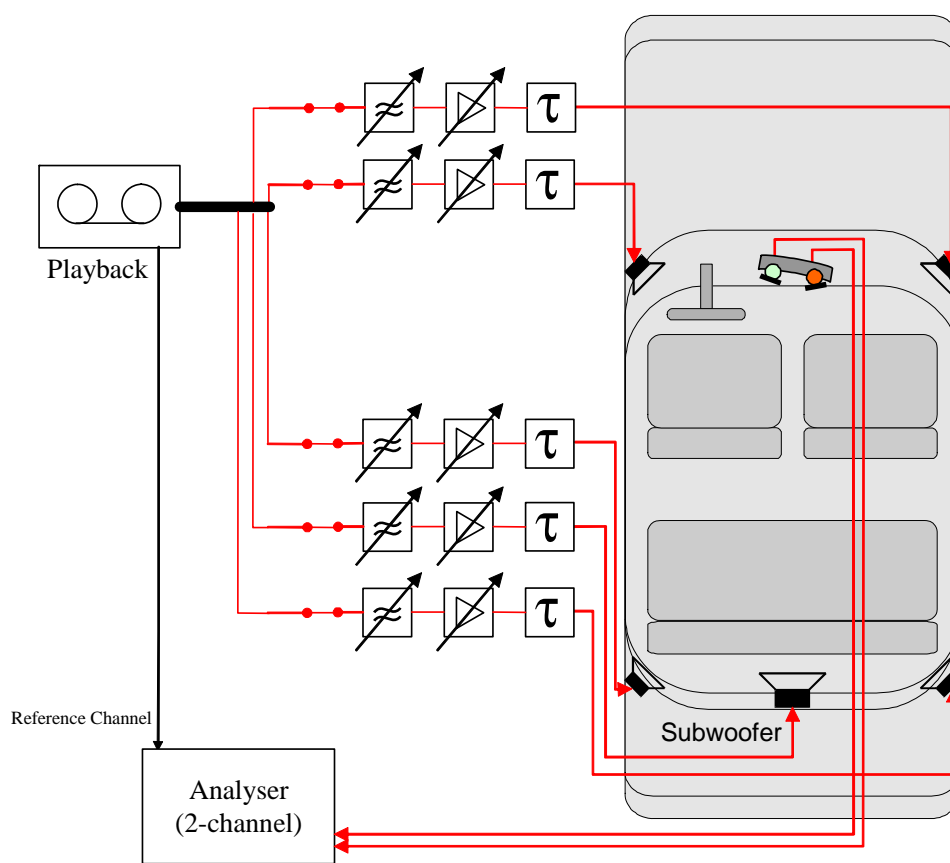 τ
τ
Playback
τ
τ
τ
Reference Channel
Subwoofer
Analyser
(2-channel)